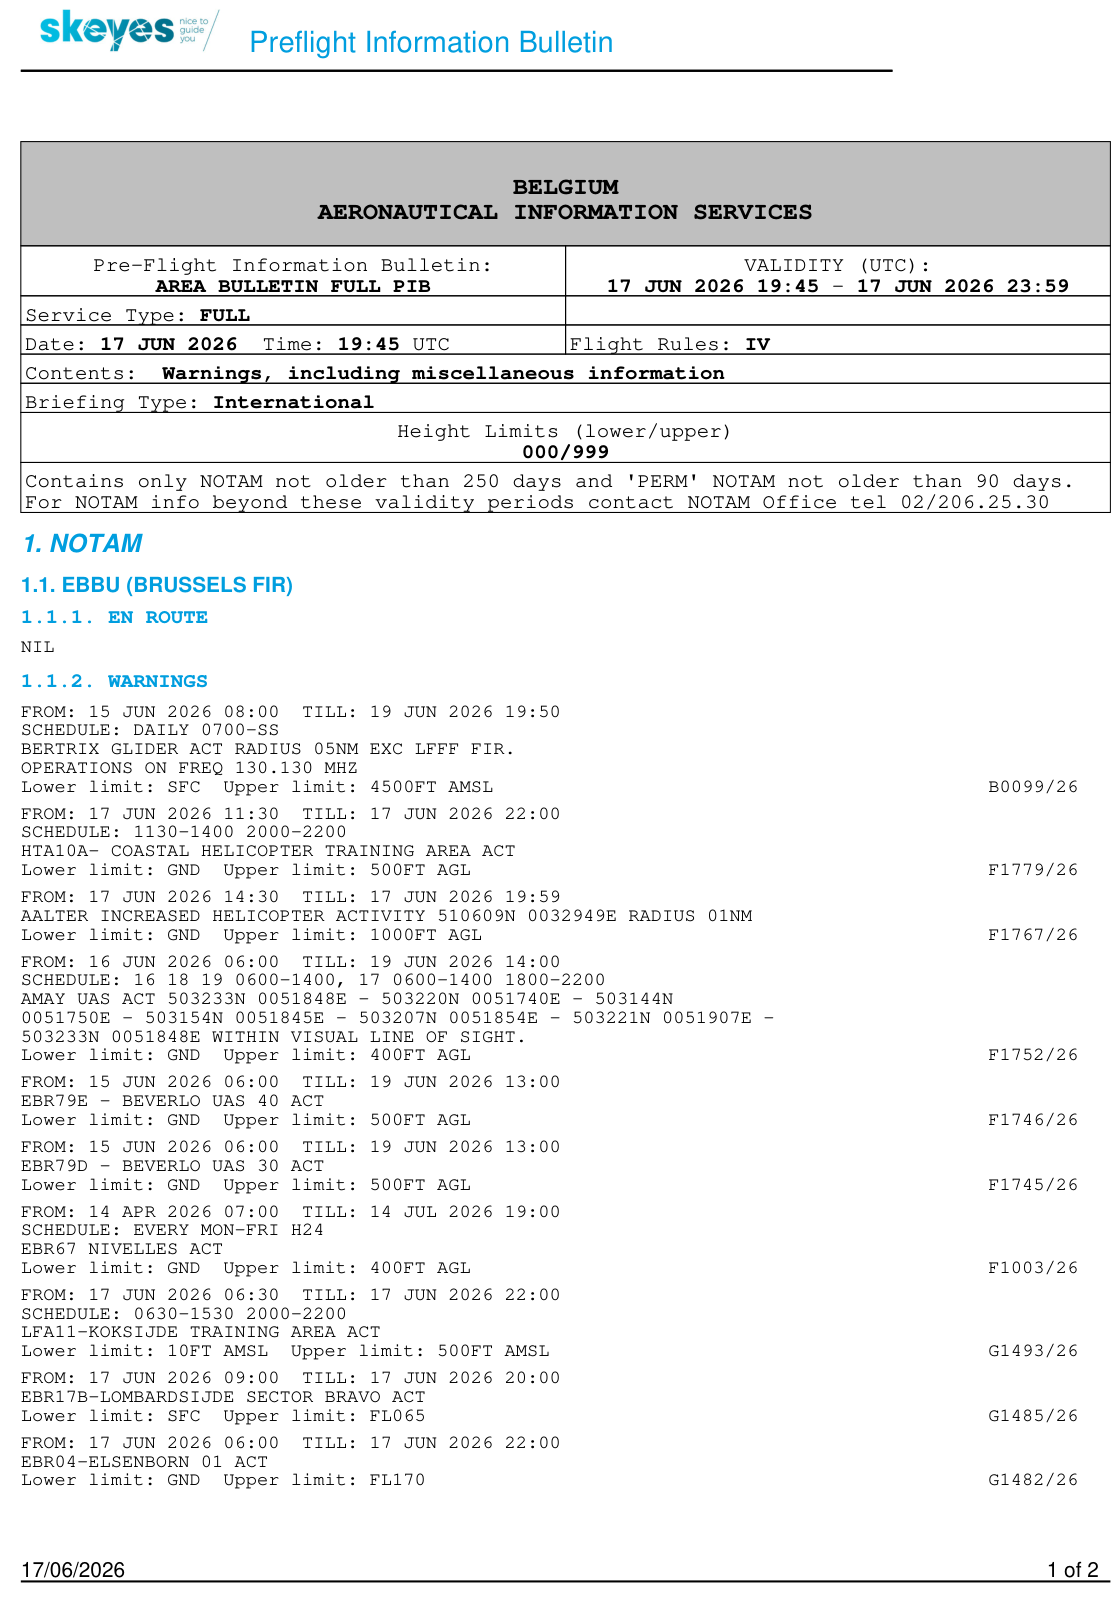 skeyes nice to guide you
Preflight Information Bulletin
BELGIUM
AERONAUTICAL INFORMATION SERVICES
Pre-Flight Information Bulletin:
AREA BULLETIN FULL PIB
VALIDITY (UTC):
17 JUN 2026 19:45 - 17 JUN 2026 23:59
Service Type: FULL
Date: 17 JUN 2026 Time: 19:45 UTC
Flight Rules: IV
Contents: Warnings, including miscellaneous information
Briefing Type: International
Height Limits (lower/upper)
000/999
Contains only NOTAM not older than 250 days and 'PERM' NOTAM not older than 90 days.
For NOTAM info beyond these validity periods contact NOTAM Office tel 02/206.25.30
1. NOTAM
1.1. EBBU (BRUSSELS FIR)
1.1.1. EN ROUTE
NIL
1.1.2. WARNINGS
FROM: 15 JUN 2026 08:00 TILL: 19 JUN 2026 19:50
SCHEDULE: DAILY 0700-SS
BERTRIX GLIDER ACT RADIUS 05NM EXC LFFF FIR.
OPERATIONS ON FREQ 130.130 MHZ
Lower limit: SFC Upper limit: 4500FT AMSL B0099/26
FROM: 17 JUN 2026 11:30 TILL: 17 JUN 2026 22:00
SCHEDULE: 1130-1400 2000-2200
HTA10A- COASTAL HELICOPTER TRAINING AREA ACT
Lower limit: GND Upper limit: 500FT AGL F1779/26
FROM: 17 JUN 2026 14:30 TILL: 17 JUN 2026 19:59
AALTER INCREASED HELICOPTER ACTIVITY 510609N 0032949E RADIUS 01NM
Lower limit: GND Upper limit: 1000FT AGL F1767/26
FROM: 16 JUN 2026 06:00 TILL: 19 JUN 2026 14:00
SCHEDULE: 16 18 19 0600-1400, 17 0600-1400 1800-2200
AMAY UAS ACT 503233N 0051848E - 503220N 0051740E - 503144N
0051750E - 503154N 0051845E - 503207N 0051854E - 503221N 0051907E -
503233N 0051848E WITHIN VISUAL LINE OF SIGHT.
Lower limit: GND Upper limit: 400FT AGL F1752/26
FROM: 15 JUN 2026 06:00 TILL: 19 JUN 2026 13:00
EBR79E - BEVERLO UAS 40 ACT
Lower limit: GND Upper limit: 500FT AGL F1746/26
FROM: 15 JUN 2026 06:00 TILL: 19 JUN 2026 13:00
EBR79D - BEVERLO UAS 30 ACT
Lower limit: GND Upper limit: 500FT AGL F1745/26
FROM: 14 APR 2026 07:00 TILL: 14 JUL 2026 19:00
SCHEDULE: EVERY MON-FRI H24
EBR67 NIVELLES ACT
Lower limit: GND Upper limit: 400FT AGL F1003/26
FROM: 17 JUN 2026 06:30 TILL: 17 JUN 2026 22:00
SCHEDULE: 0630-1530 2000-2200
LFA11-KOKSIJDE TRAINING AREA ACT
Lower limit: 10FT AMSL Upper limit: 500FT AMSL G1493/26
FROM: 17 JUN 2026 09:00 TILL: 17 JUN 2026 20:00
EBR17B-LOMBARDSIJDE SECTOR BRAVO ACT
Lower limit: SFC Upper limit: FL065 G1485/26
FROM: 17 JUN 2026 06:00 TILL: 17 JUN 2026 22:00
EBR04-ELSENBORN 01 ACT
Lower limit: GND Upper limit: FL170 G1482/26
17/06/2026 1 of 2